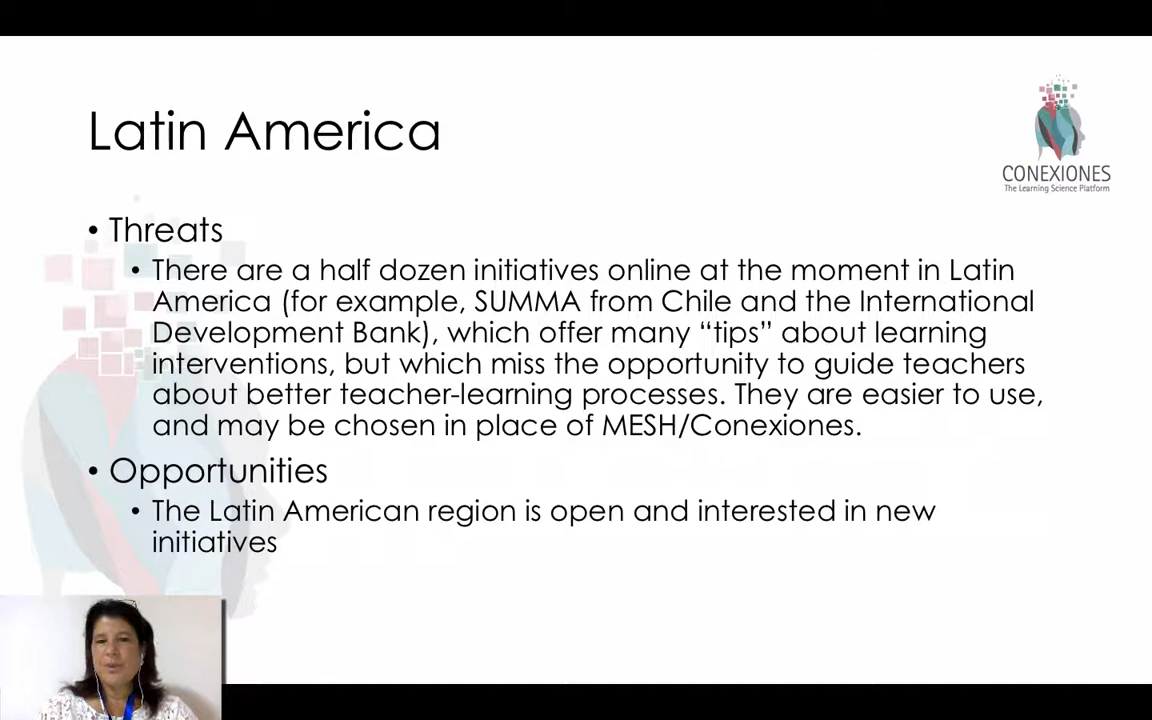 Latin America
CONEXIONES
The Learning Science Platform
• Threats
• There are a half dozen initiatives online at the moment in Latin
America (for example, SUMMA from Chile and the International
Development Bank), which offer many “tips” about learning
interventions, but which miss the opportunity to guide teachers
about better teacher-learning processes. They are easier to use,
and may be chosen in place of MESH/Conexiones.
• Opportunities
• The Latin American region is open and interested in new
initiatives